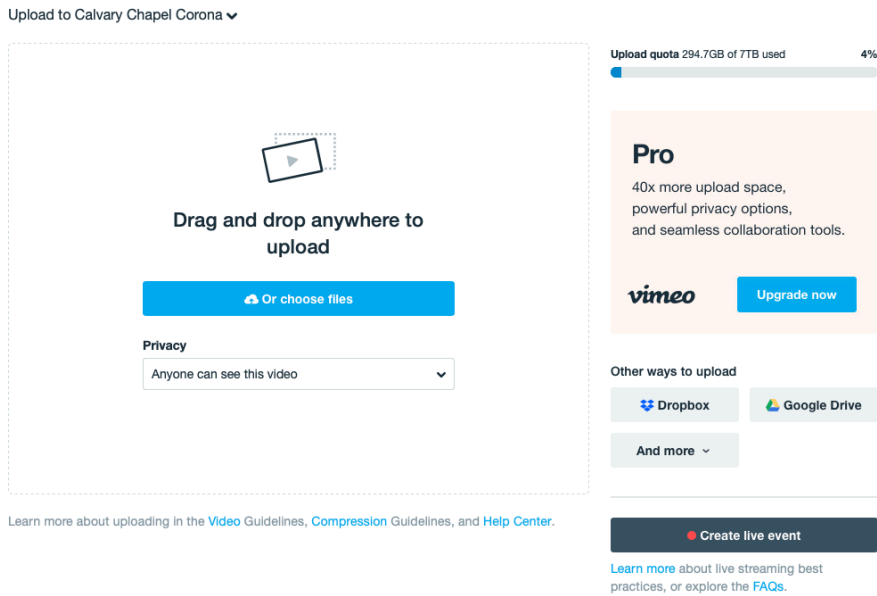 Upload to Calvary Chapel Corona
Drag and drop anywhere to
upload
Or choose files
Privacy
Anyone can see this video
Learn more about uploading in the Video Guidelines, Compression Guidelines, and Help Center.
Upload quota 294.7GB of 7TB used 4%
Pro
40x more upload space,
powerful privacy options,
and seamless collaboration tools.
vimeo Upgrade now
Other ways to upload
Dropbox Google Drive
And more
Create live event
Learn more about live streaming best
practices, or explore the FAQs.